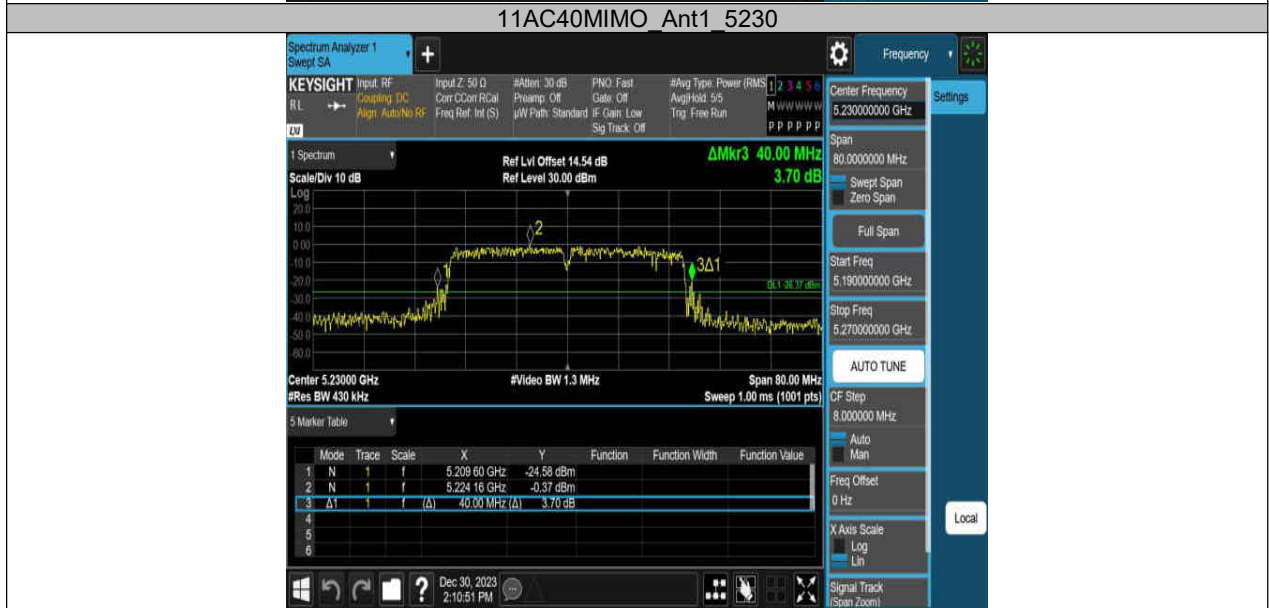 11AC40MIMO_Ant1_5230
Spectrum Analyzer 1
Swept SA
Frequency
KEYSIGHT
RL
LXI
Input: RF
Coupling: DC
Align: Auto/No RF
Input Z: 50 Ω
Corr CCorr RCal
Freq Ref: Int (S)
#Atten: 30 dB
Preamp: Off
µW Path: Standard
PNO: Fast
Gate: Off
IF Gain: Low
Sig Track: Off
#Avg Type: Power (RMS
Avg|Hold: 5/5
Trig: Free Run
1 2 3 4 5 6
M W W W W W
P P P P P P
Center Frequency
5.230000000 GHz
Settings
Span
80.0000000 MHz
Swept Span
Zero Span
Full Span
Start Freq
5.190000000 GHz
Stop Freq
5.270000000 GHz
AUTO TUNE
CF Step
8.000000 MHz
Auto
Man
Freq Offset
0 Hz
X Axis Scale
Log
Lin
Signal Track
(Span Zoom)
Local
1 Spectrum
Scale/Div 10 dB
Ref Lvl Offset 14.54 dB
Ref Level 30.00 dBm
ΔMkr3 40.00 MHz
3.70 dB
Log
20.0
10.0
0.00
-10.0
-20.0
-30.0
-40.0
-50.0
-60.0
1
2
3Δ1
DL1 -26.37 dBm
Center 5.23000 GHz
#Res BW 430 kHz
#Video BW 1.3 MHz
Span 80.00 MHz
Sweep 1.00 ms (1001 pts)
5 Marker Table
Mode Trace Scale X Y Function Function Width Function Value
1 N 1 f 5.209 60 GHz -24.58 dBm
2 N 1 f 5.224 16 GHz -0.37 dBm
3 Δ1 1 f (Δ) 40.00 MHz (Δ) 3.70 dB
4
5
6
?
Dec 30, 2023
2:10:51 PM